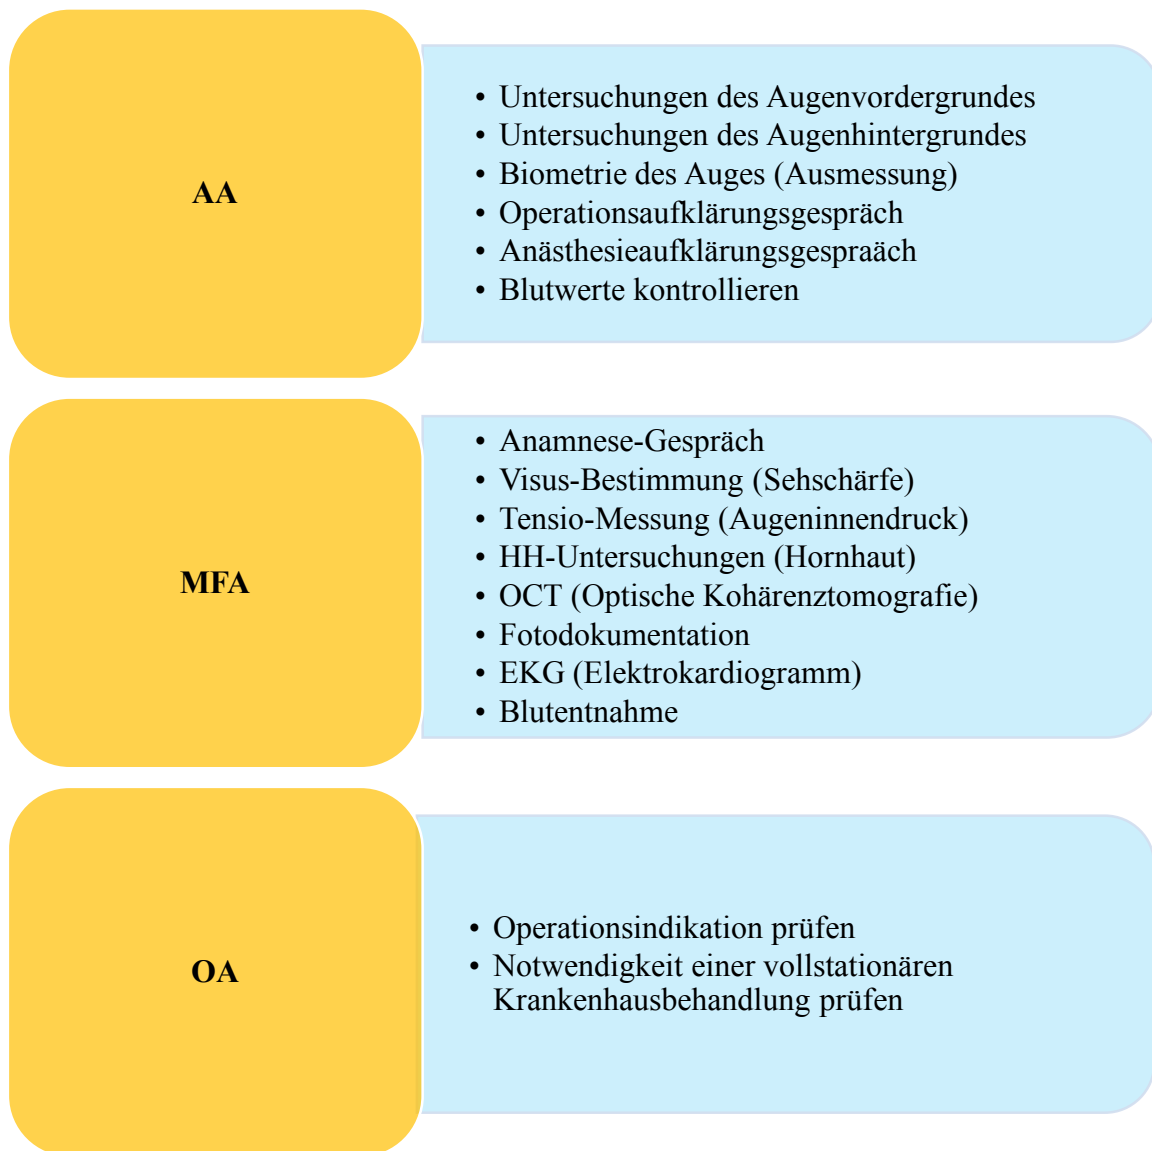 AA
• Untersuchungen des Augenvordergrundes
• Untersuchungen des Augenhintergrundes
• Biometrie des Auges (Ausmessung)
• Operationsaufklärungsgespräch
• Anästhesieaufklärungsgespraäch
• Blutwerte kontrollieren
MFA
• Anamnese-Gespräch
• Visus-Bestimmung (Sehschärfe)
• Tensio-Messung (Augeninnendruck)
• HH-Untersuchungen (Hornhaut)
• OCT (Optische Kohärenztomografie)
• Fotodokumentation
• EKG (Elektrokardiogramm)
• Blutentnahme
OA
• Operationsindikation prüfen
• Notwendigkeit einer vollstationären
Krankenhausbehandlung prüfen